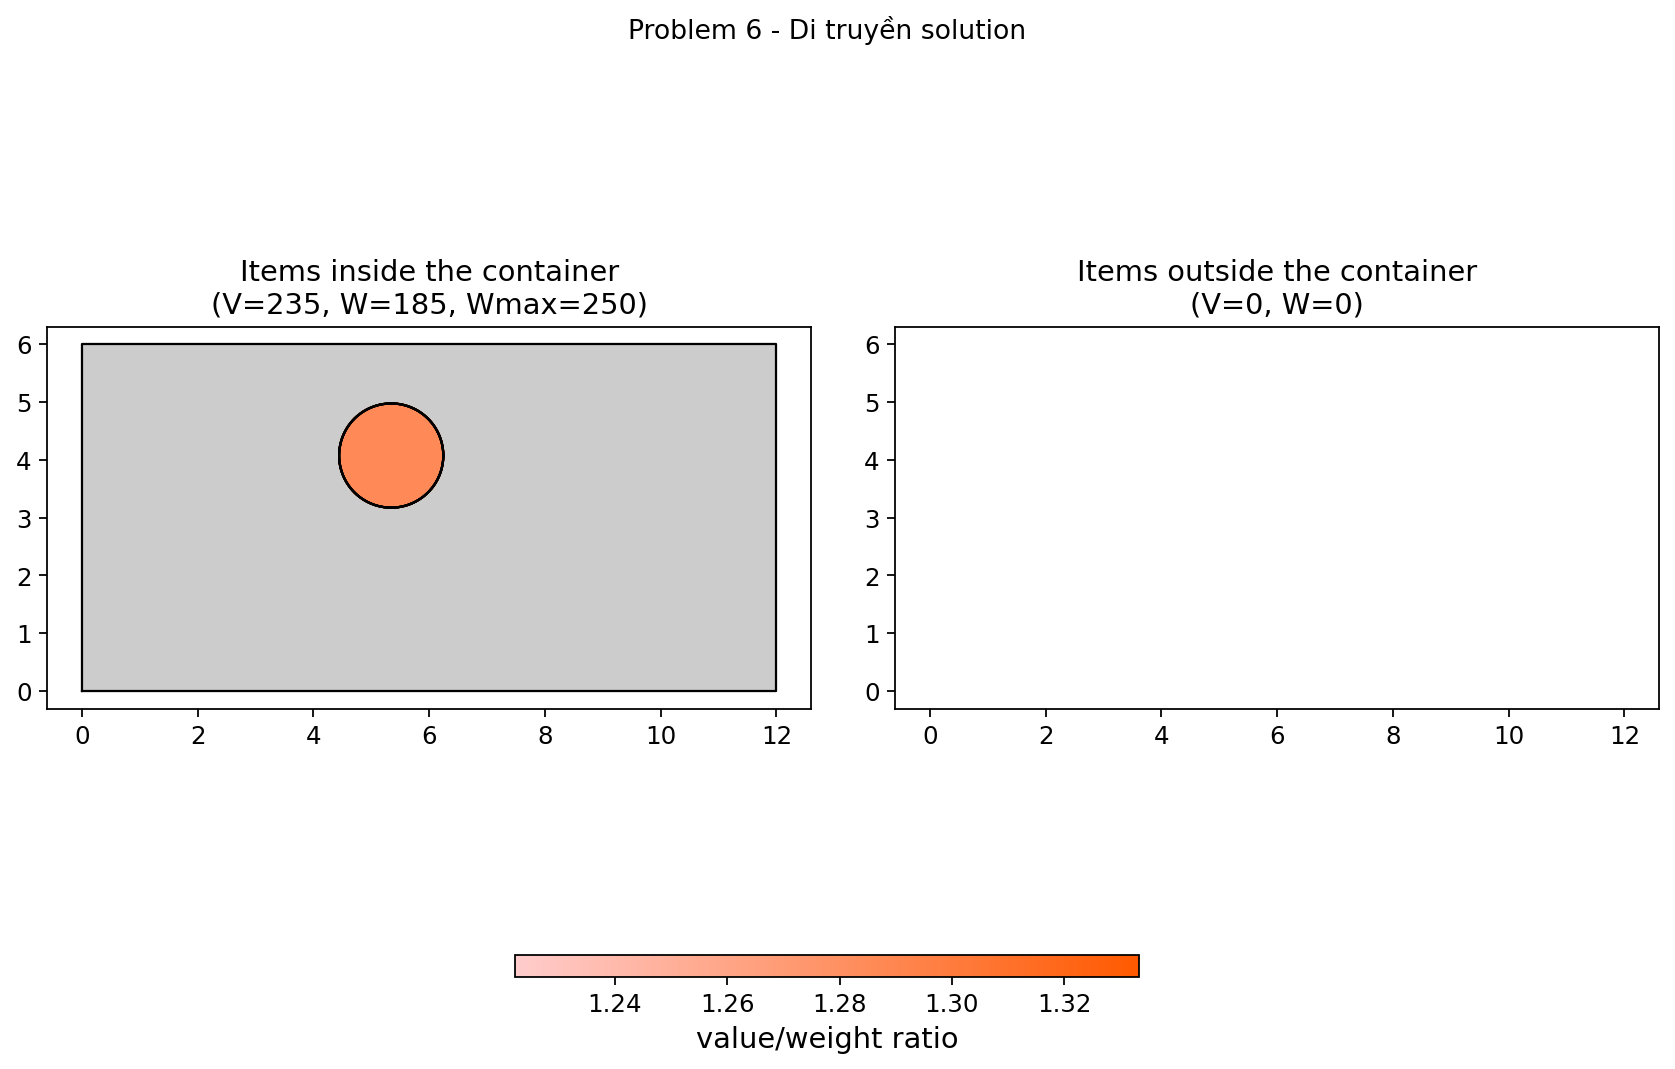 Problem 6 - Di truyền solution
Items inside the container
(V=235, W=185, Wmax=250)
6
5
4
3
2
1
0
0 2 4 6 8 10 12
Items outside the container
(V=0, W=0)
6
5
4
3
2
1
0
0 2 4 6 8 10 12
1.24 1.26 1.28 1.30 1.32
value/weight ratio